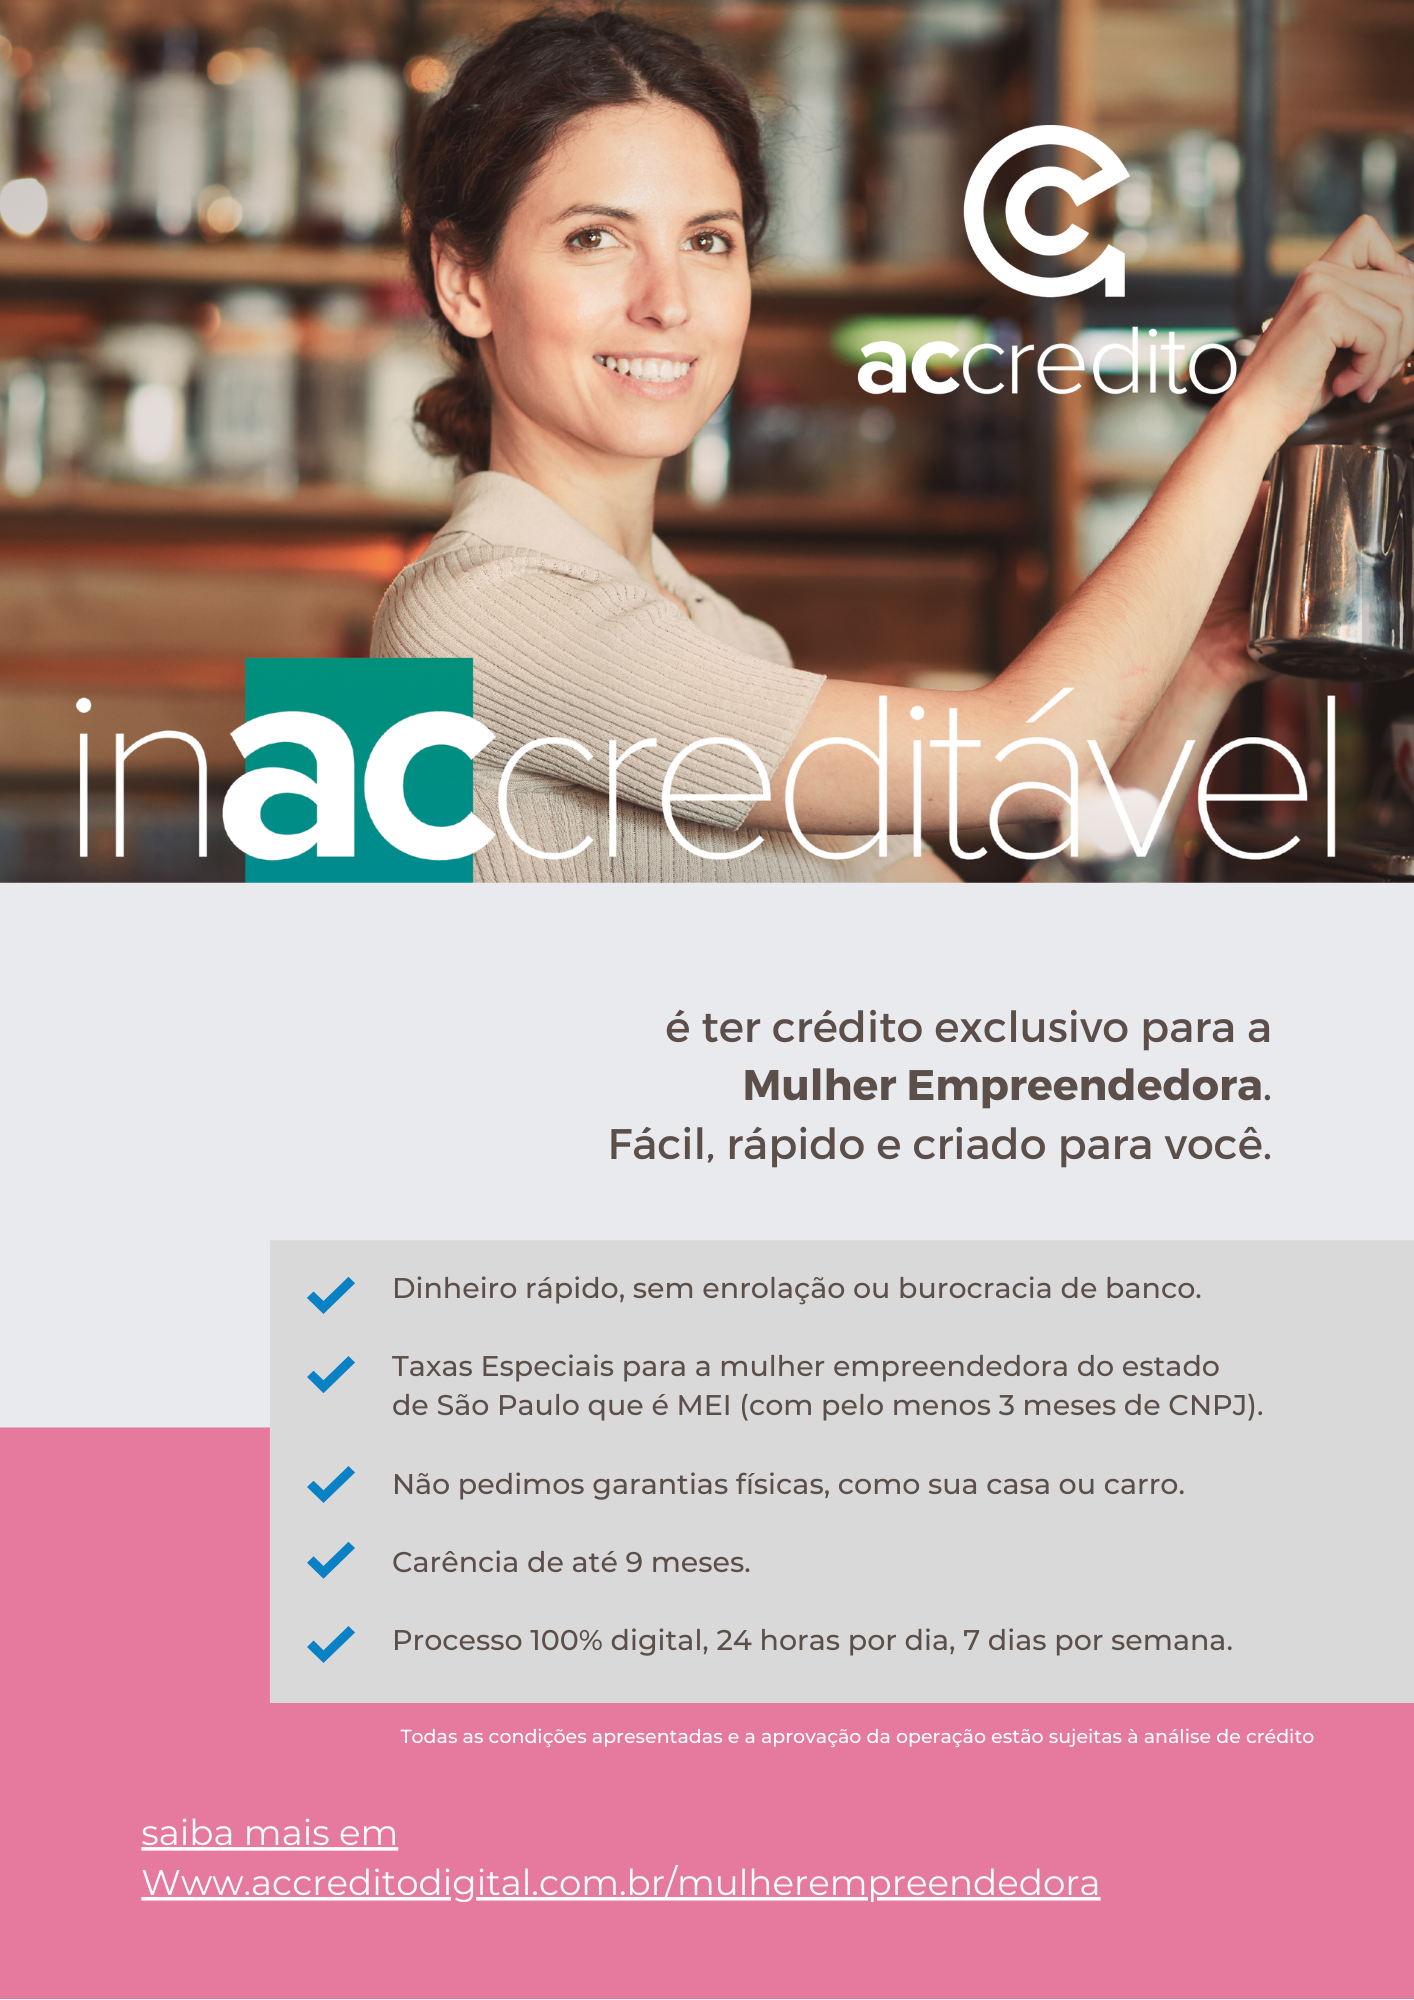 accredito
inaccreditável
é ter crédito exclusivo para a
Mulher Empreendedora.
Fácil, rápido e criado para você.
Dinheiro rápido, sem enrolação ou burocracia de banco.
Taxas Especiais para a mulher empreendedora do estado
de São Paulo que é MEI (com pelo menos 3 meses de CNPJ).
Não pedimos garantias físicas, como sua casa ou carro.
Carência de até 9 meses.
Processo 100% digital, 24 horas por dia, 7 dias por semana.
Todas as condições apresentadas e a aprovação da operação estão sujeitas à análise de crédito
saiba mais em
Www.accreditodigital.com.br/mulherempreendedora